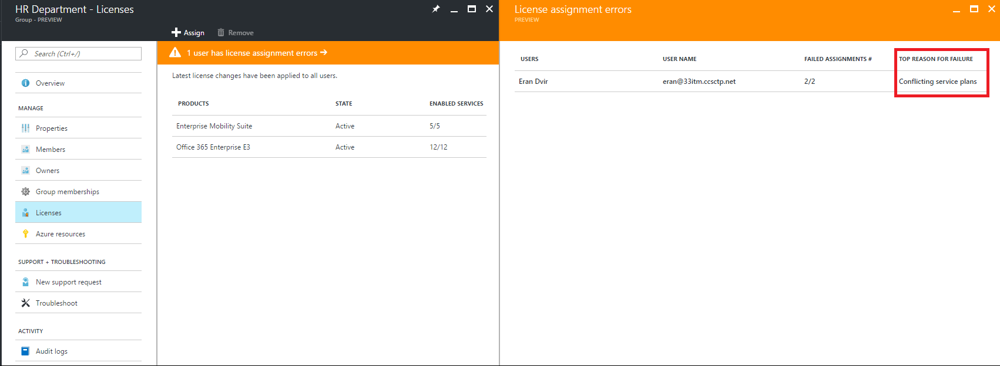 HR Department - Licenses
Group - PREVIEW
Search (Ctrl+/)
Overview
MANAGE
Properties
Members
Owners
Group memberships
Licenses
Azure resources
SUPPORT + TROUBLESHOOTING
New support request
Troubleshoot
ACTIVITY
Audit logs
Assign Remove
1 user has license assignment errors →
Latest license changes have been applied to all users.
PRODUCTS STATE ENABLED SERVICES
Enterprise Mobility Suite Active 5/5
Office 365 Enterprise E3 Active 12/12
License assignment errors
PREVIEW
USERS USER NAME FAILED ASSIGNMENTS # TOP REASON FOR FAILURE
Eran Dvir eran@33itm.ccsctp.net 2/2 Conflicting service plans